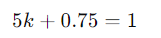 5k + 0.75 = 1